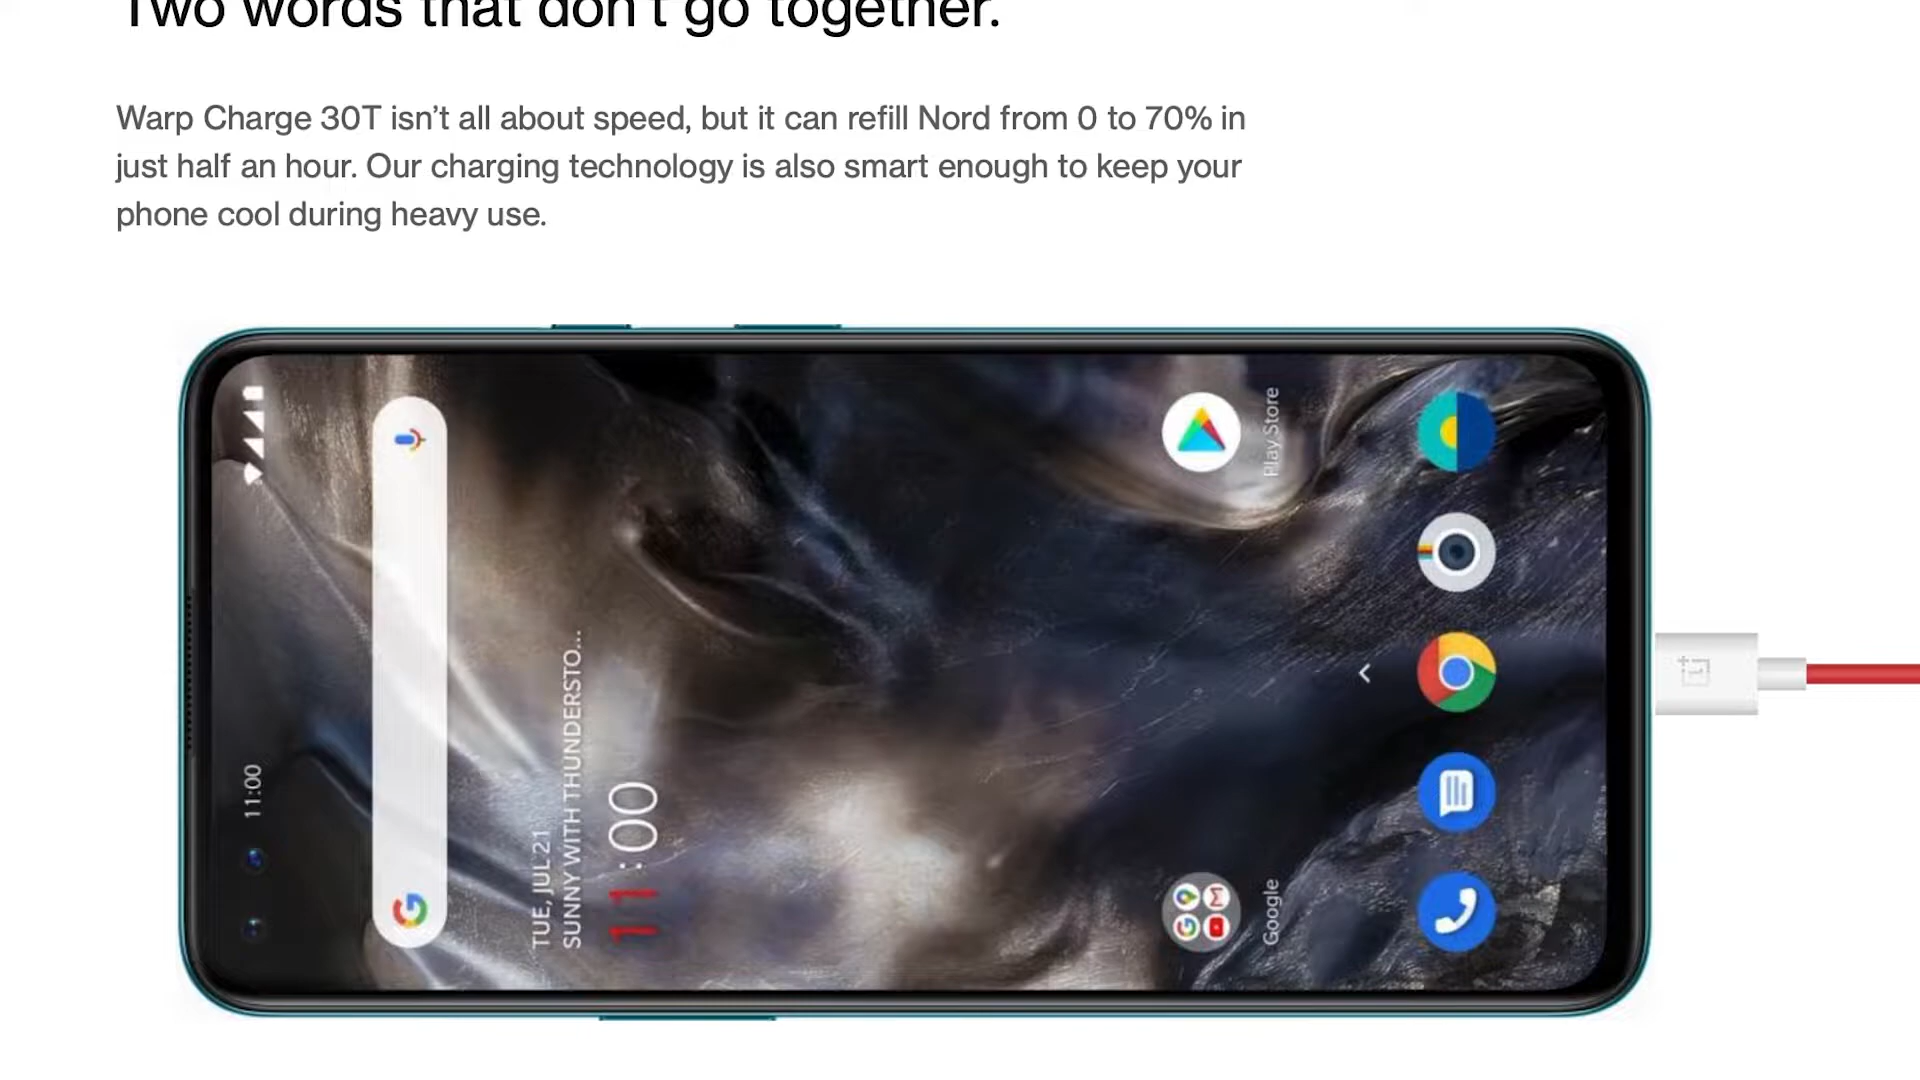 Two words that don't go together.
Warp Charge 30T isn’t all about speed, but it can refill Nord from 0 to 70% in
just half an hour. Our charging technology is also smart enough to keep your
phone cool during heavy use.
11:00
TUE, JUL 21
SUNNY WITH THUNDERSTO...
11:00
Play Store
Google